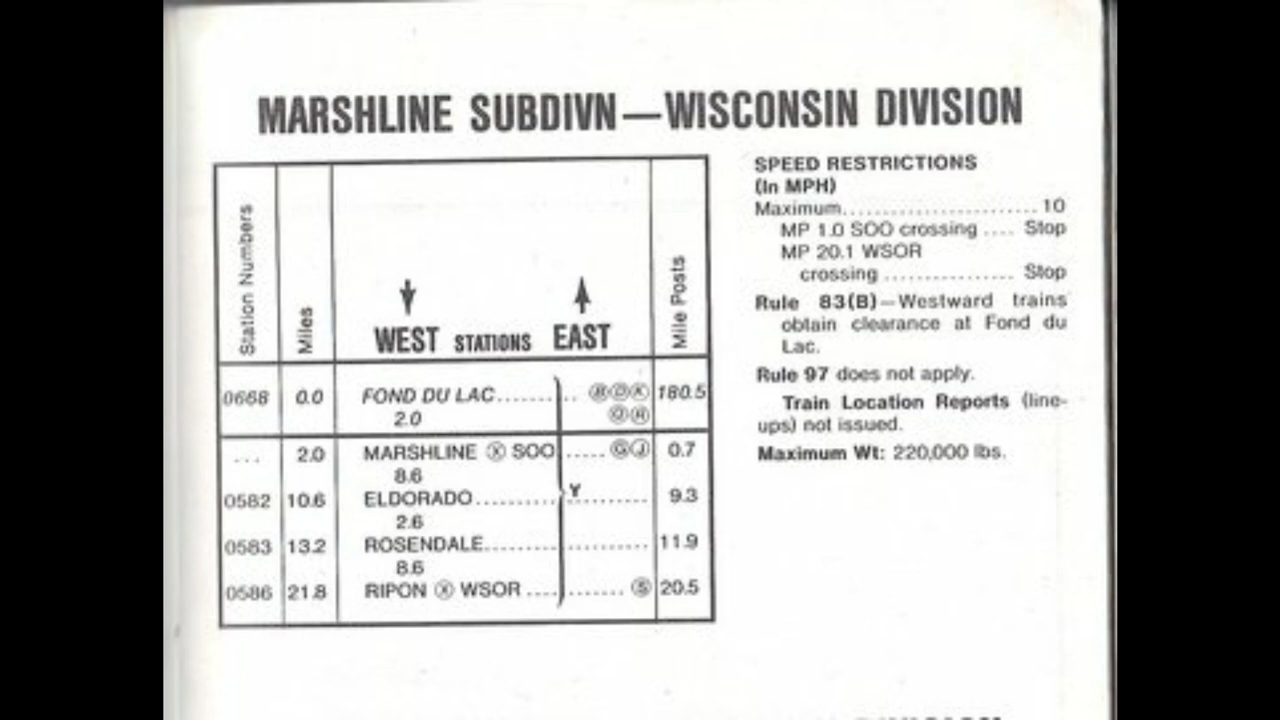 MARSHLINE SUBDIVN—WISCONSIN DIVISION
Station Numbers
Miles
WEST STATIONS EAST
Mile Posts
0668 0.0 FOND DU LAC........... Ⓑ Ⓓ Ⓚ 180.5
2.0 Ⓠ Ⓡ
... 2.0 MARSHLINE Ⓧ SOO ..... Ⓖ Ⓙ 0.7
8.6
0582 10.6 ELDORADO.......... Y .......... 9.3
2.6
0583 13.2 ROSENDALE.................... 11.9
8.6
0586 21.8 RIPON Ⓧ WSOR ........... Ⓢ 20.5
SPEED RESTRICTIONS
(In MPH)
Maximum........................ 10
MP 1.0 SOO crossing .... Stop
MP 20.1 WSOR
crossing ................ Stop
Rule 83(B)—Westward trains
obtain clearance at Fond du
Lac.
Rule 97 does not apply.
Train Location Reports (line-
ups) not issued.
Maximum Wt: 220,000 lbs.